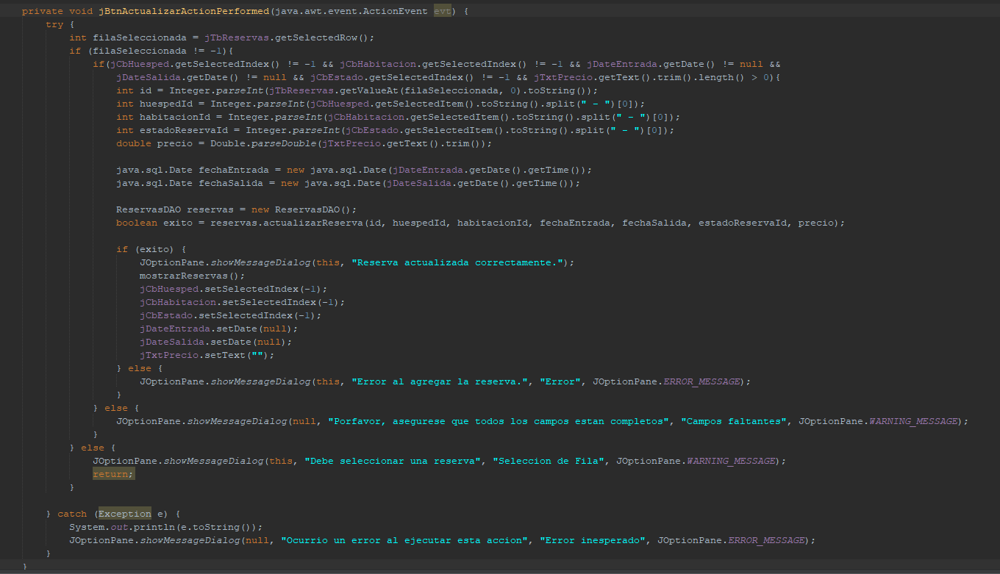 private void jBtnActualizarActionPerformed(java.awt.event.ActionEvent evt) {
    try {
        int filaSeleccionada = jTbReservas.getSelectedRow();
        if (filaSeleccionada != -1){
            if(jCbHuesped.getSelectedIndex() != -1 && jCbHabitacion.getSelectedIndex() != -1 && jDateEntrada.getDate() != null &&
                jDateSalida.getDate() != null && jCbEstado.getSelectedIndex() != -1 && jTxtPrecio.getText().trim().length() > 0){
                int id = Integer.parseInt(jTbReservas.getValueAt(filaSeleccionada, 0).toString());
                int huespedId = Integer.parseInt(jCbHuesped.getSelectedItem().toString().split(" - ")[0]);
                int habitacionId = Integer.parseInt(jCbHabitacion.getSelectedItem().toString().split(" - ")[0]);
                int estadoReservaId = Integer.parseInt(jCbEstado.getSelectedItem().toString().split(" - ")[0]);
                double precio = Double.parseDouble(jTxtPrecio.getText().trim());

                java.sql.Date fechaEntrada = new java.sql.Date(jDateEntrada.getDate().getTime());
                java.sql.Date fechaSalida = new java.sql.Date(jDateSalida.getDate().getTime());

                ReservasDAO reservas = new ReservasDAO();
                boolean exito = reservas.actualizarReserva(id, huespedId, habitacionId, fechaEntrada, fechaSalida, estadoReservaId, precio);

                if (exito) {
                    JOptionPane.showMessageDialog(this, "Reserva actualizada correctamente.");
                    mostrarReservas();
                    jCbHuesped.setSelectedIndex(-1);
                    jCbHabitacion.setSelectedIndex(-1);
                    jCbEstado.setSelectedIndex(-1);
                    jDateEntrada.setDate(null);
                    jDateSalida.setDate(null);
                    jTxtPrecio.setText("");
                } else {
                    JOptionPane.showMessageDialog(this, "Error al agregar la reserva.", "Error", JOptionPane.ERROR_MESSAGE);
                }
            } else {
                JOptionPane.showMessageDialog(null, "Porfavor, asegurese que todos los campos estan completos", "Campos faltantes", JOptionPane.WARNING_MESSAGE);
            }
        } else {
            JOptionPane.showMessageDialog(this, "Debe seleccionar una reserva", "Seleccion de Fila", JOptionPane.WARNING_MESSAGE);
            return;
        }

    } catch (Exception e) {
        System.out.println(e.toString());
        JOptionPane.showMessageDialog(null, "Ocurrio un error al ejecutar esta accion", "Error inesperado", JOptionPane.ERROR_MESSAGE);
    }
}